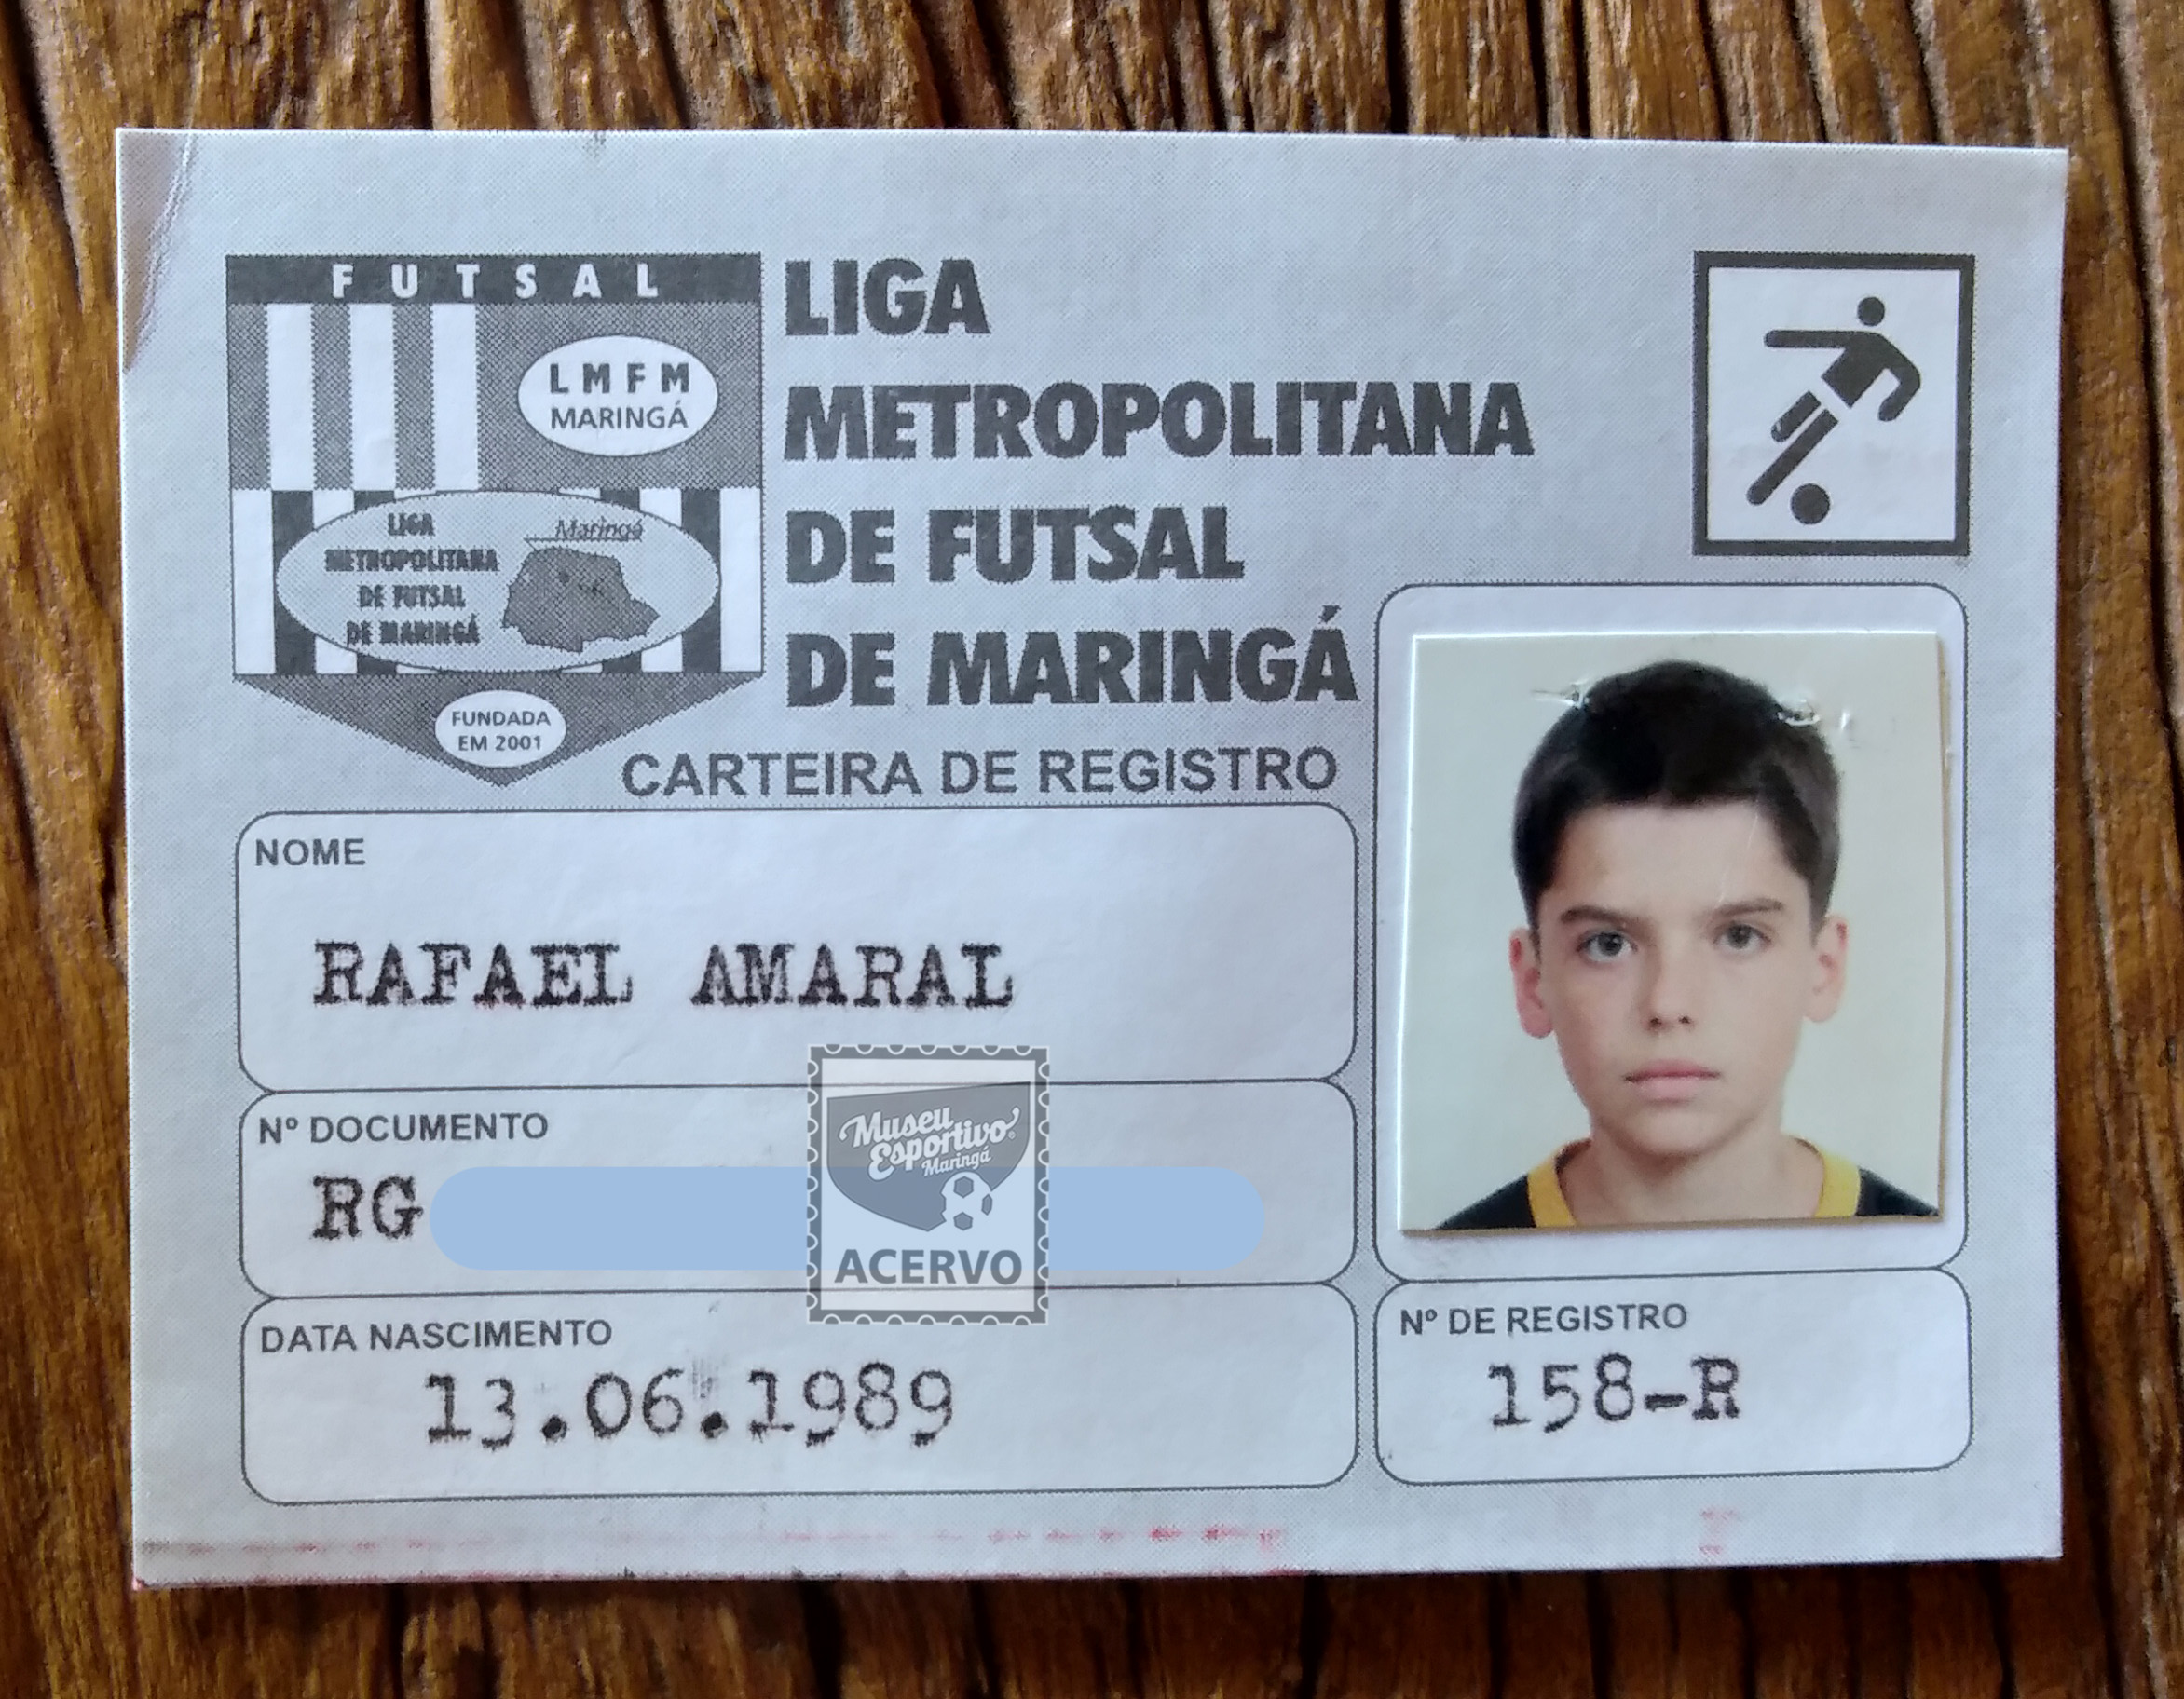 FUTSAL
LMFM
MARINGÁ
LIGA
METROPOLITANA
DE FUTSAL
DE MARINGÁ
Maringá
FUNDADA
EM 2001
LIGA
METROPOLITANA
DE FUTSAL
DE MARINGÁ
CARTEIRA DE REGISTRO
NOME
RAFAEL AMARAL
Nº DOCUMENTO
RG
Museu
Esportivo
Maringá
ACERVO
DATA NASCIMENTO
13.06.1989
Nº DE REGISTRO
158-R